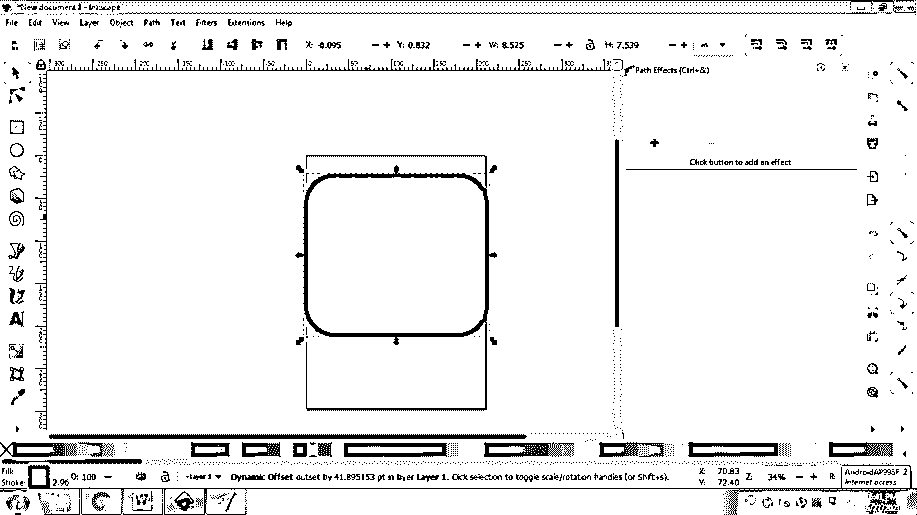 *New document 1 - Inkscape
File Edit View Layer Object Path Text Filters Extensions Help
X: -0.095 Y: 0.832 W: 8.525 H: 7.539
Path Effects (Ctrl+&)
Click button to add an effect
Fill:
Stroke: 2.96 O: 100 Layer 1 Dynamic Offset outset by 41.895153 pt in layer Layer 1. Click selection to toggle scale/rotation handles (or Shift+s). X: 70.83 Y: 72.40 Z: 34% R:
AndroidAP995F 2
Internet access